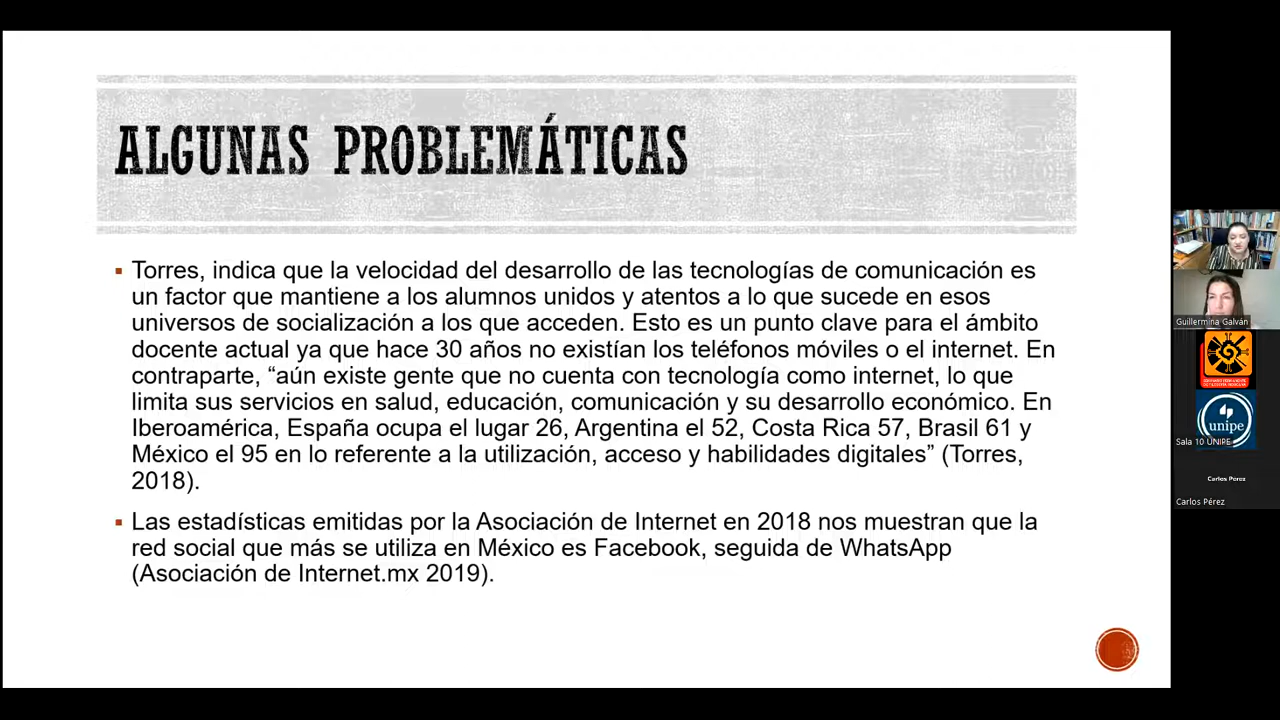 ALGUNAS PROBLEMÁTICAS
▪ Torres, indica que la velocidad del desarrollo de las tecnologías de comunicación es
un factor que mantiene a los alumnos unidos y atentos a lo que sucede en esos
universos de socialización a los que acceden. Esto es un punto clave para el ámbito
docente actual ya que hace 30 años no existían los teléfonos móviles o el internet. En
contraparte, “aún existe gente que no cuenta con tecnología como internet, lo que
limita sus servicios en salud, educación, comunicación y su desarrollo económico. En
Iberoamérica, España ocupa el lugar 26, Argentina el 52, Costa Rica 57, Brasil 61 y
México el 95 en lo referente a la utilización, acceso y habilidades digitales” (Torres,
2018).
▪ Las estadísticas emitidas por la Asociación de Internet en 2018 nos muestran que la
red social que más se utiliza en México es Facebook, seguida de WhatsApp
(Asociación de Internet.mx 2019).
Guillermina Galván
unipe
Sala 10 UNIPE
Carlos Pérez
Carlos Pérez